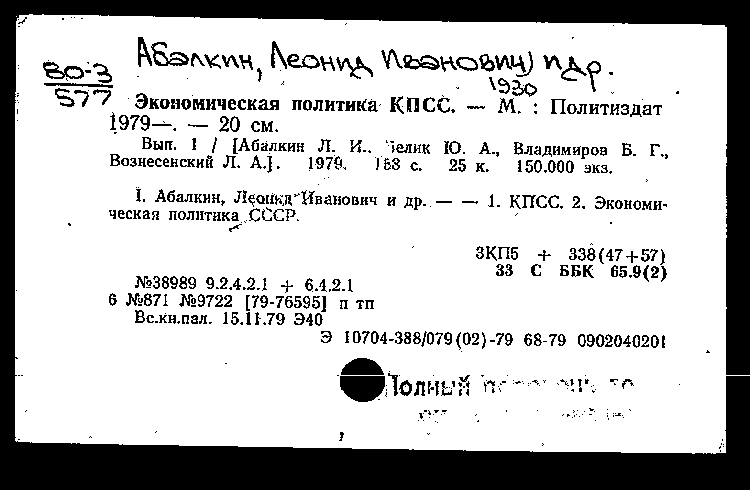 Абалкин, Леонид Иванович и др.
80-3
577
1930
Экономическая политика КПСС. — М. : Политиздат
1979—. — 20 см.
Вып. 1 / [Абалкин Л. И., Белик Ю. А., Владимиров Б. Г.,
Вознесенский Л. А.]. 1979. 158 с. 25 к. 150.000 экз.
I. Абалкин, Леонид Иванович и др. — — 1. КПСС. 2. Экономи-
ческая политика СССР.
3КП5 + 338(47+57)
33 С ББК 65.9(2)
№38989 9.2.4.2.1 + 6.4.2.1
6 №871 №9722 [79-76595] п тп
Вс.кн.пал. 15.11.79 Э40
Э 10704-388/079(02)-79 68-79 0902040201
Полный